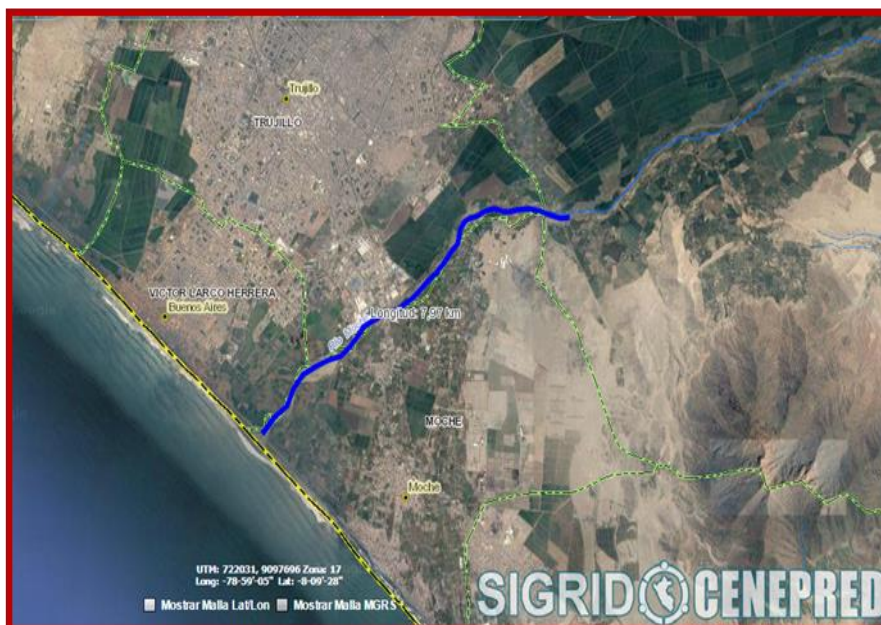 Trujillo
TRUJILLO
VICTOR LARCO HERRERA
Buenos Aires
Longitud: 7,97 km
MOCHE
Moche
UTM: 722031, 9097696 Zona: 17
Long: -78-59'-05" Lat: -8-09'-28"
Mostrar Malla Lat/Lon Mostrar Malla MGRS
SIGRID CENEPRED